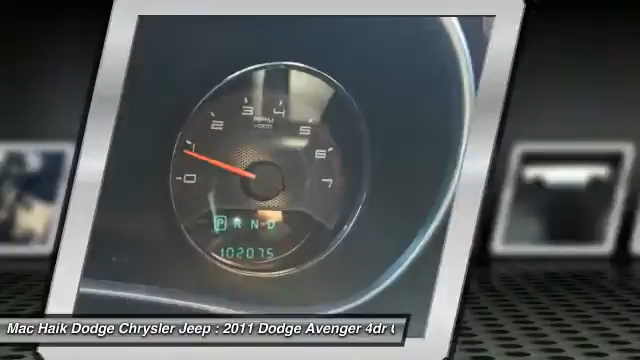 3 4
2 RPM 5
x1000
1 6
0 7
P R N D
102075
Mac Haik Dodge Chrysler Jeep : 2011 Dodge Avenger 4dr